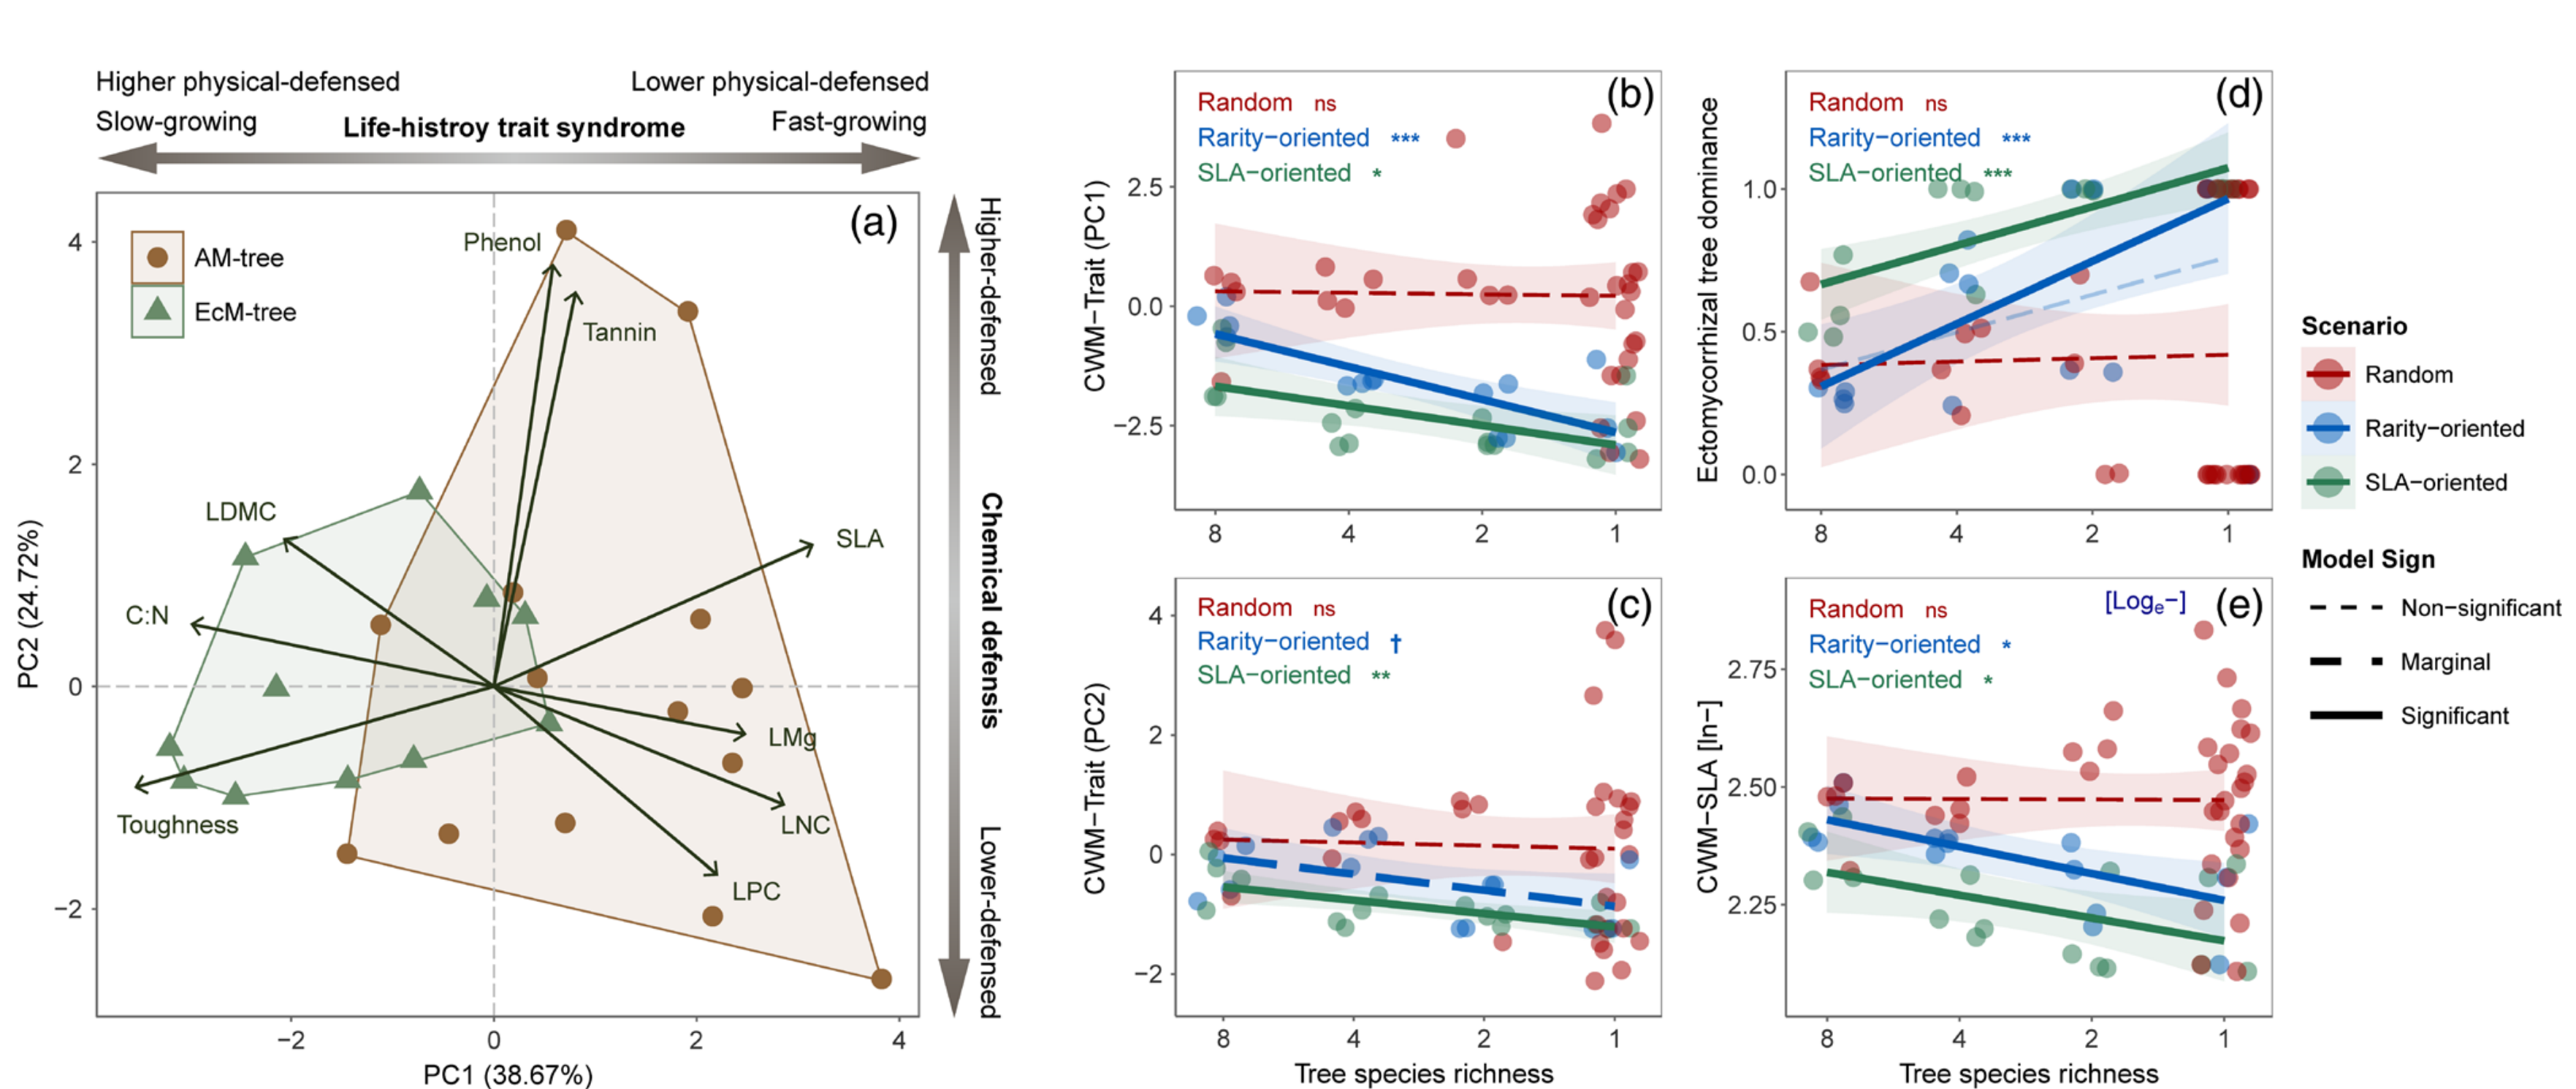 Higher physical-defensed
Lower physical-defensed
Slow-growing
Life-histroy trait syndrome
Fast-growing
(a)
AM-tree
EcM-tree
Phenol
Tannin
LDMC
SLA
C:N
LMg
Toughness
LNC
LPC
4
2
0
−2
PC2 (24.72%)
−2
0
2
4
PC1 (38.67%)
Higher-defensed
Chemical defensis
Lower-defensed
(b)
Random ns
Rarity−oriented ***
SLA−oriented *
CWM−Trait (PC1)
2.5
0.0
−2.5
8
4
2
1
(d)
Random ns
Rarity−oriented ***
SLA−oriented ***
Ectomycorrhizal tree dominance
1.0
0.5
0.0
8
4
2
1
(c)
Random ns
Rarity−oriented †
SLA−oriented **
CWM−Trait (PC2)
4
2
0
−2
8
4
2
1
Tree species richness
[Logₑ−] (e)
Random ns
Rarity−oriented *
SLA−oriented *
CWM−SLA [ln−]
2.75
2.50
2.25
8
4
2
1
Tree species richness
Scenario
Random
Rarity−oriented
SLA−oriented
Model Sign
Non−significant
Marginal
Significant